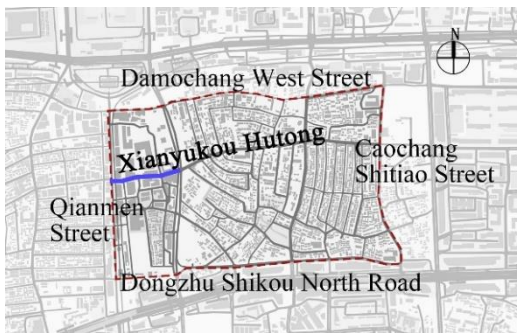 N
Damochang West Street
Xianyukou Hutong
Caochang
Shitiao Street
Qianmen
Street
Dongzhu Shikou North Road